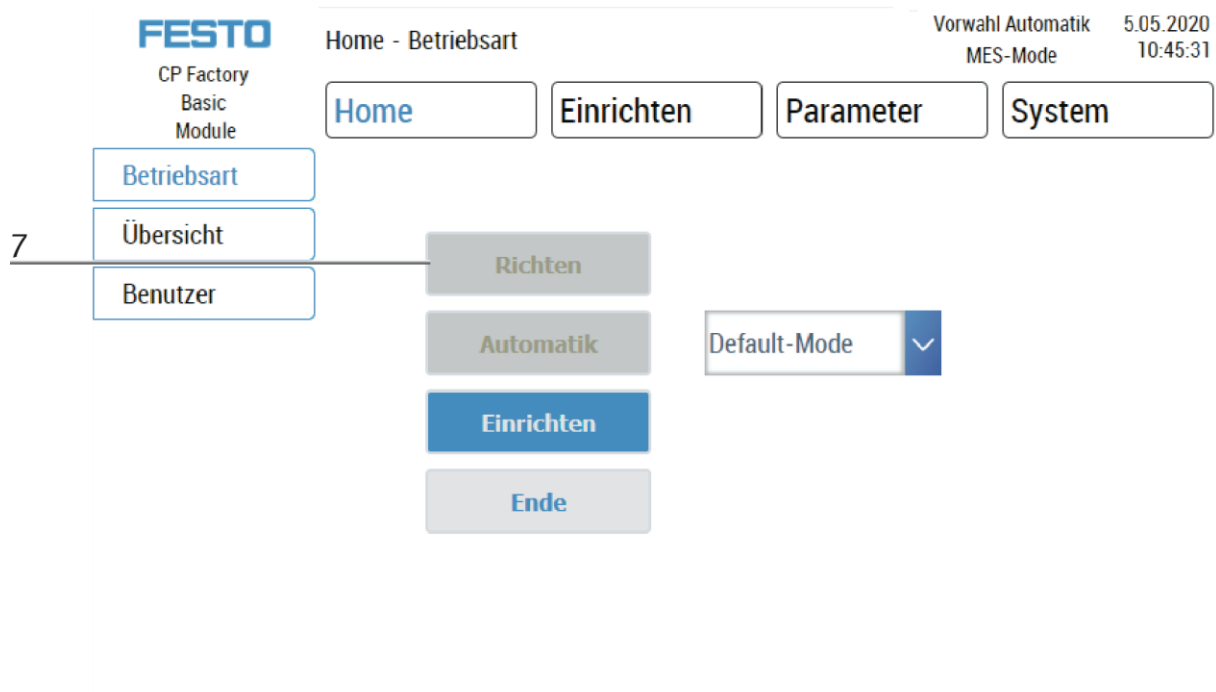 FESTO
CP Factory
Basic
Module
Home - Betriebsart
Vorwahl Automatik
MES-Mode
5.05.2020
10:45:31
Home
Einrichten
Parameter
System
Betriebsart
Übersicht
Benutzer
7
Richten
Automatik
Default-Mode
Einrichten
Ende